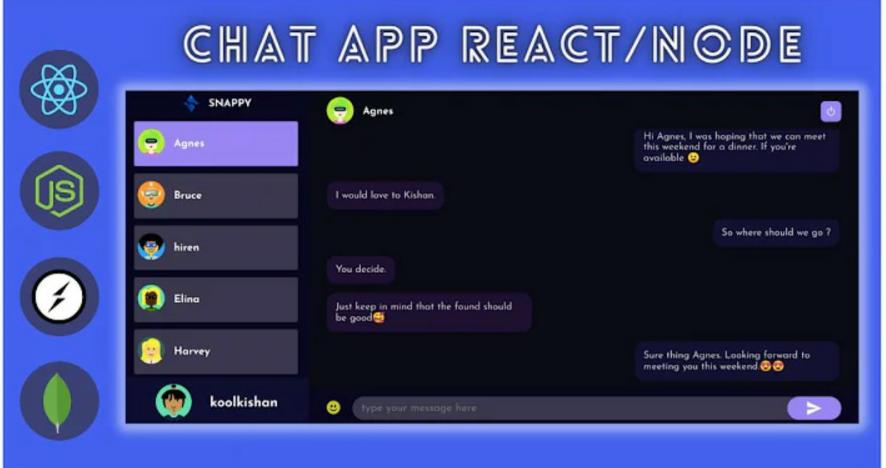 CHAT APP REACT/NODE
SNAPPY
Agnes
Bruce
hiren
Elina
Harvey
koolkishan
Agnes
Hi Agnes, I was hoping that we can meet
this weekend for a dinner. If you're
available 😉
I would love to Kishan.
So where should we go ?
You decide.
Just keep in mind that the found should
be good🥰
Sure thing Agnes. Looking forward to
meeting you this weekend.😍😍
type your message here
JS